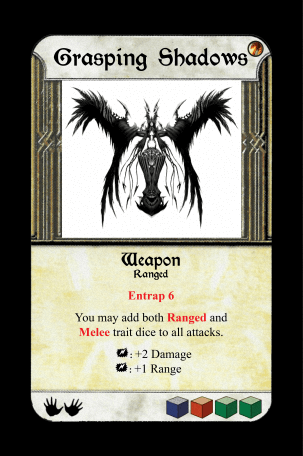 Grasping Shadows
Weapon
Ranged
Entrap 6
You may add both Ranged and
Melee trait dice to all attacks.
: +2 Damage
: +1 Range